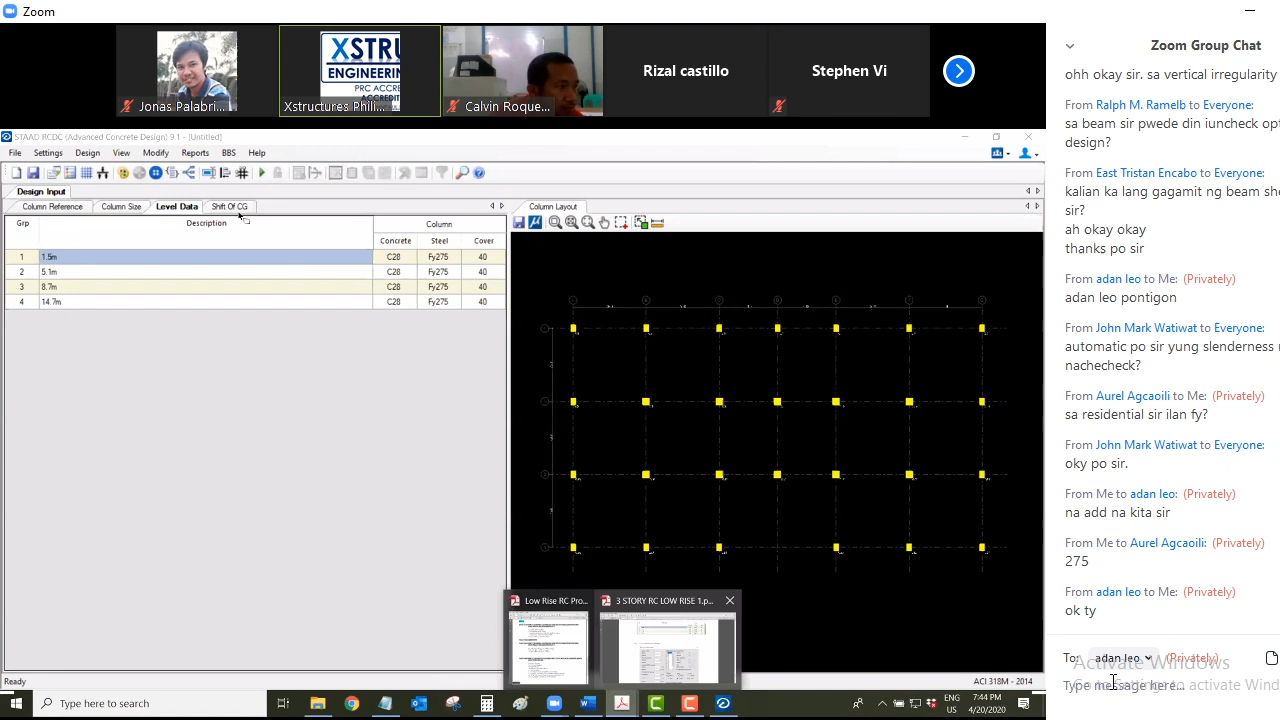 Zoom
XSTRU
ENGINEERIN
PRC ACCRE
ACCREDIT
Jonas Palabri...
Xstructures Phili...
Calvin Roque...
Rizal castillo
Stephen Vi
STAAD RCDC (Advanced Concrete Design) 9.1 - [Untitled]
File Settings Design View Modify Reports BBS Help
Design Input
Column Reference Column Size Level Data Shift Of CG
Column Layout
Grp Description Column
Concrete Steel Cover
1 1.5m C28 Fy275 40
2 5.1m C28 Fy275 40
3 8.7m C28 Fy275 40
4 14.7m C28 Fy275 40
Low Rise RC Pro...
3 STORY RC LOW RISE 1.p...
Ready
ACI 318M - 2014
Type here to search
ENG
US
7:44 PM
4/20/2020
Zoom Group Chat
ohh okay sir. sa vertical irregularity
From Ralph M. Ramelb to Everyone:
sa beam sir pwede din iuncheck op
design?
From East Tristan Encabo to Everyone:
kalian ka lang gagamit ng beam sh
sir?
ah okay okay
thanks po sir
From adan leo to Me: (Privately)
adan leo pontigon
From John Mark Watiwat to Everyone:
automatic po sir yung slenderness
nachecheck?
From Aurel Agcaoili to Me: (Privately)
sa residential sir ilan fy?
From John Mark Watiwat to Everyone:
oky po sir.
From Me to adan leo: (Privately)
na add na kita sir
From Me to Aurel Agcaoili: (Privately)
275
From adan leo to Me: (Privately)
ok ty
To: adan leo (Privately)
Activate Windows
Type message here...
to activate Wind